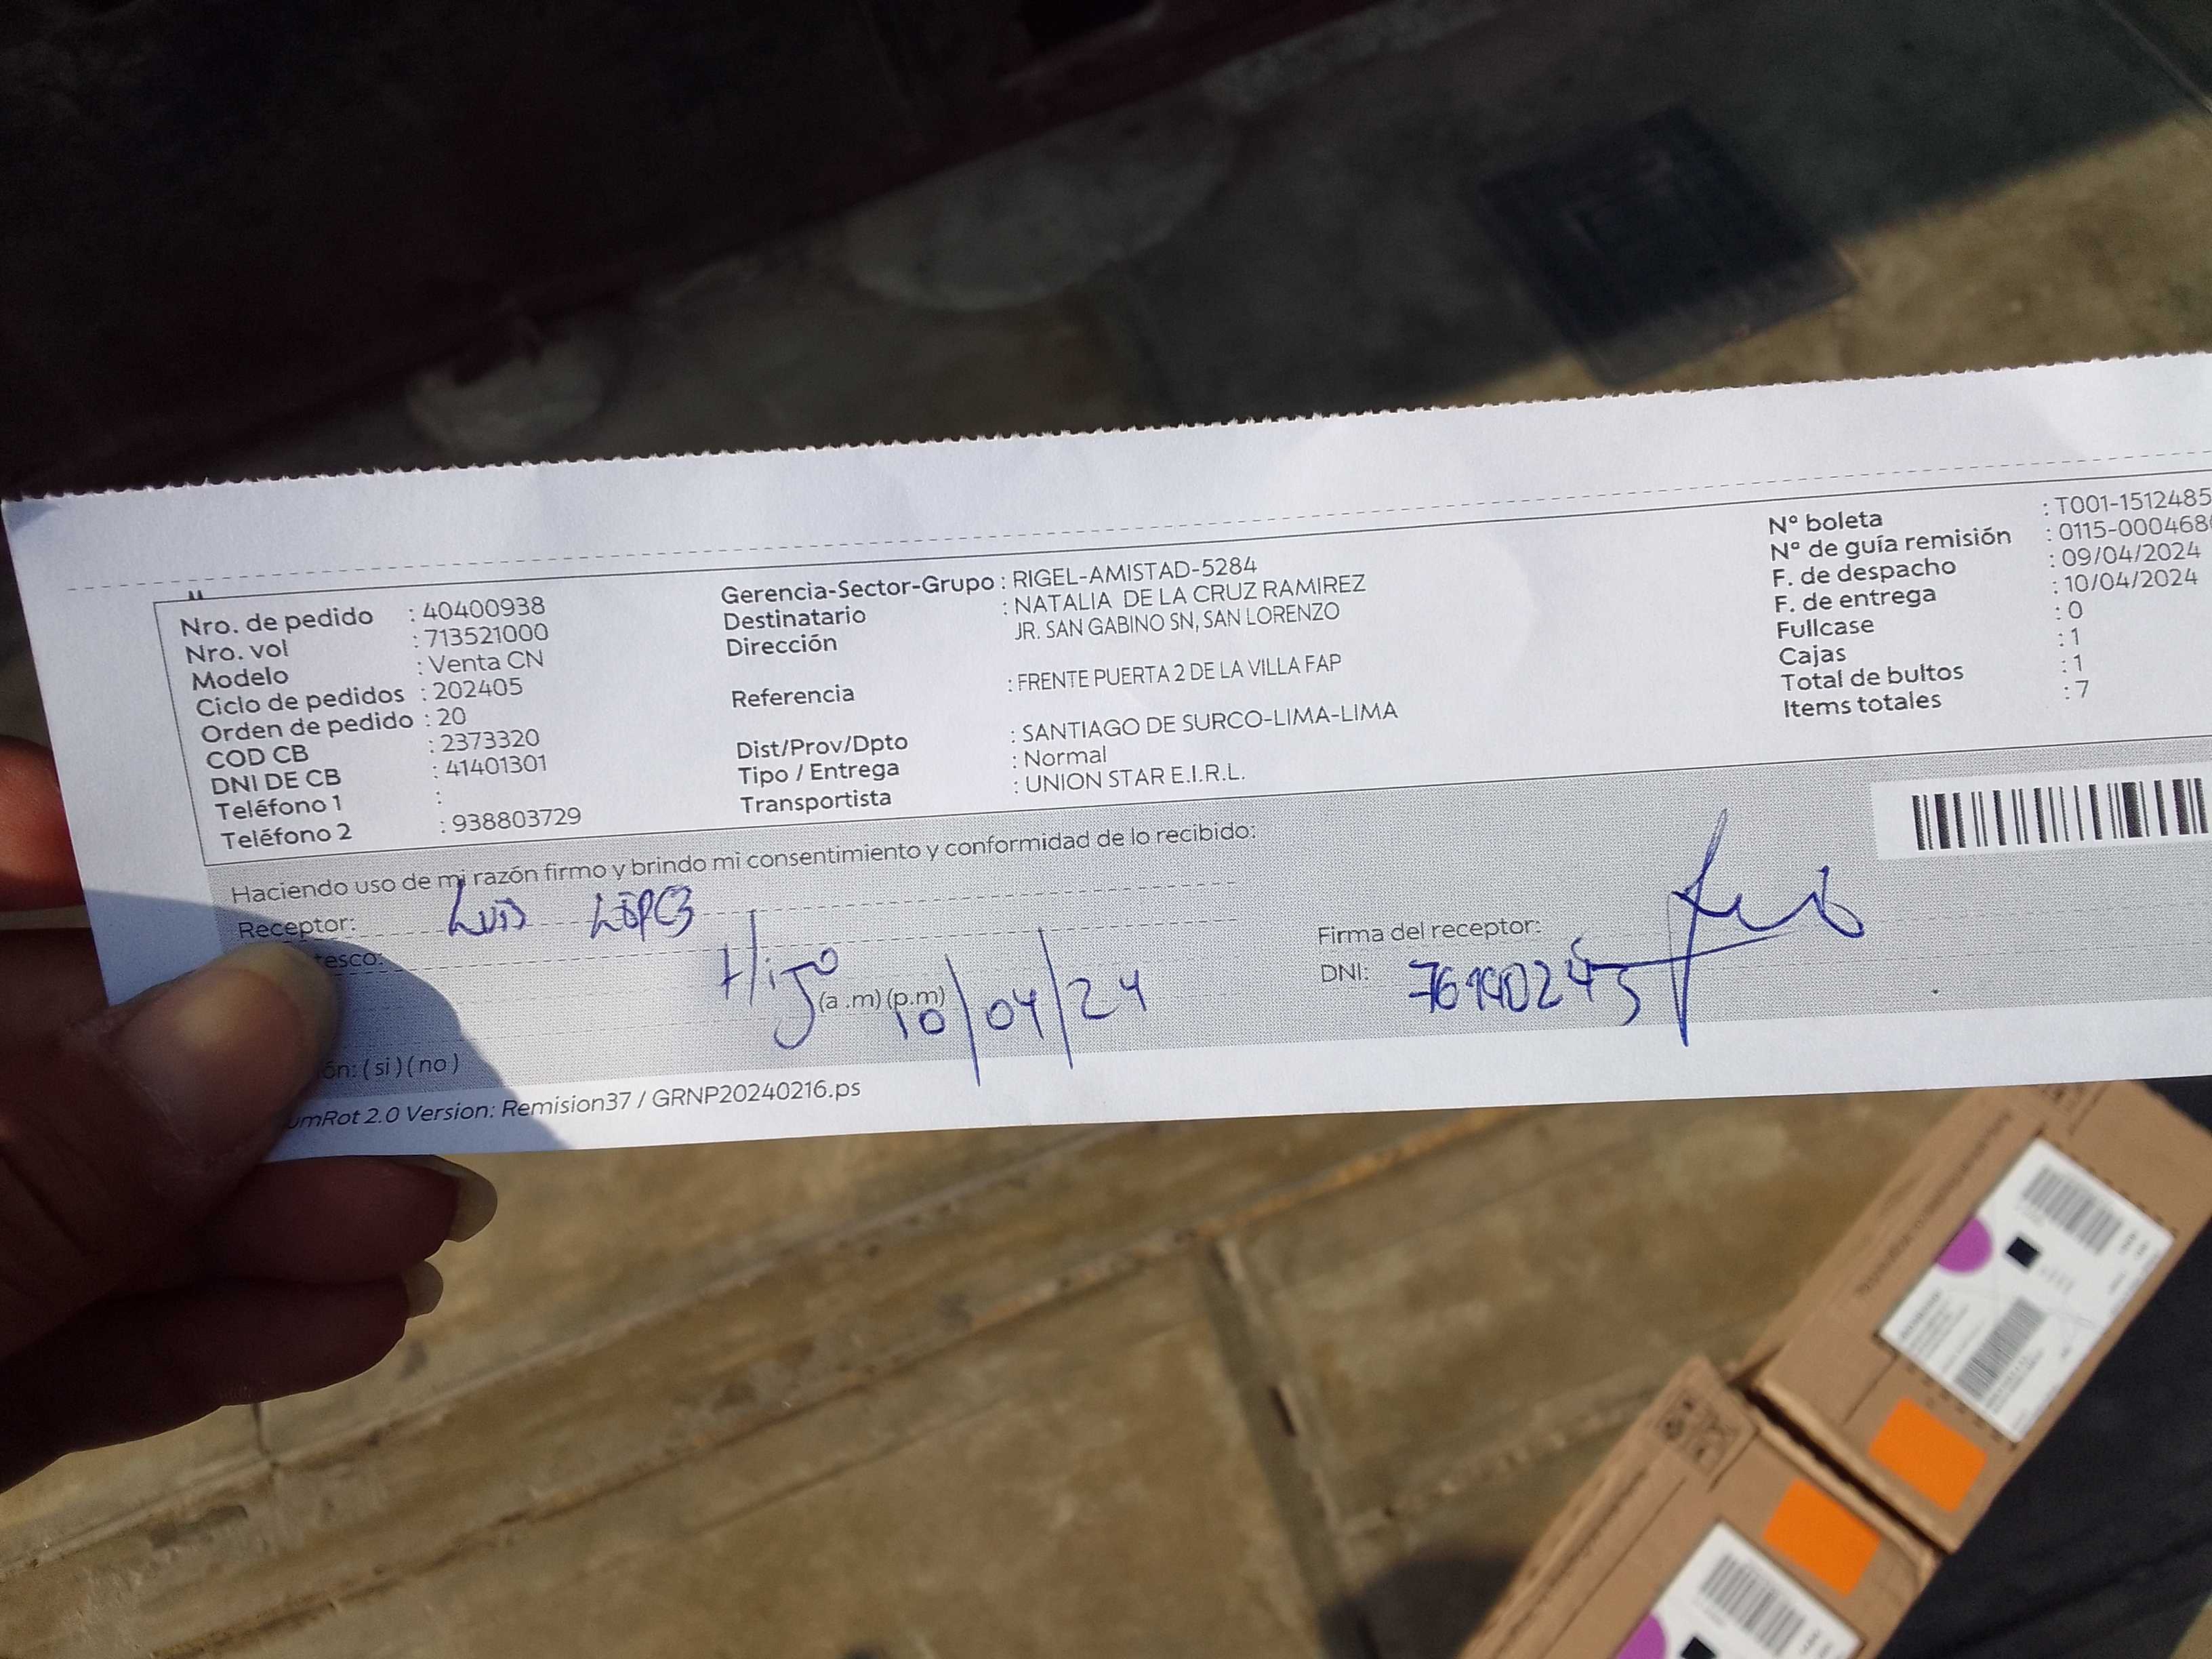 Nro. de pedido : 40400938
Nro. vol : 713521000
Modelo : Venta CN
Ciclo de pedidos : 202405
Orden de pedido : 20
COD CB : 2373320
DNI DE CB : 41401301
Teléfono 1 :
Teléfono 2 : 938803729
Gerencia-Sector-Grupo : RIGEL-AMISTAD-5284
Destinatario : NATALIA DE LA CRUZ RAMIREZ
Dirección JR. SAN GABINO SN, SAN LORENZO
Referencia : FRENTE PUERTA 2 DE LA VILLA FAP
Dist/Prov/Dpto : SANTIAGO DE SURCO-LIMA-LIMA
Tipo / Entrega : Normal
Transportista : UNION STAR E.I.R.L.
N° boleta : T001-1512485
N° de guía remisión : 0115-000468
F. de despacho : 09/04/2024
F. de entrega : 10/04/2024
Fullcase : 0
Cajas : 1
Total de bultos : 1
Items totales : 7
Haciendo uso de mi razón firmo y brindo mi consentimiento y conformidad de lo recibido:
Receptor: Luis LOPEZ
tesco: Hijo
(a .m) (p.m) 10/04/24
ón: ( si ) ( no )
Firma del receptor:
DNI:
umRot 2.0 Version: Remision37 / GRNP20240216.ps